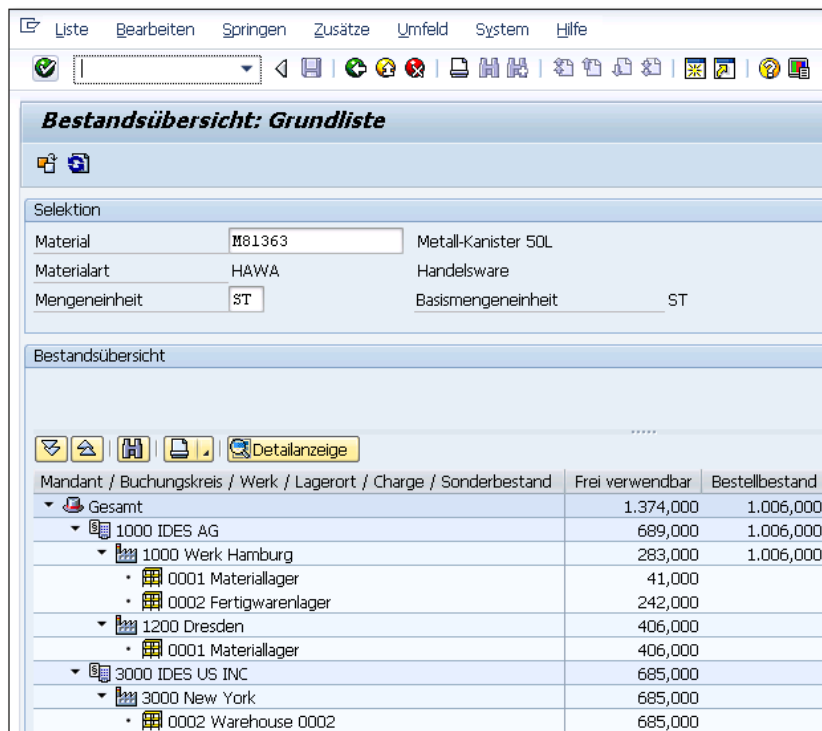 Liste Bearbeiten Springen Zusätze Umfeld System Hilfe
Bestandsübersicht: Grundliste
Selektion
Material M81363 Metall-Kanister 50L
Materialart HAWA Handelsware
Mengeneinheit ST Basismengeneinheit ST
Bestandsübersicht
Detailanzeige
Mandant / Buchungskreis / Werk / Lagerort / Charge / Sonderbestand Frei verwendbar Bestellbestand
Gesamt 1.374,000 1.006,000
1000 IDES AG 689,000 1.006,000
1000 Werk Hamburg 283,000 1.006,000
0001 Materiallager 41,000
0002 Fertigwarenlager 242,000
1200 Dresden 406,000
0001 Materiallager 406,000
3000 IDES US INC 685,000
3000 New York 685,000
0002 Warehouse 0002 685,000